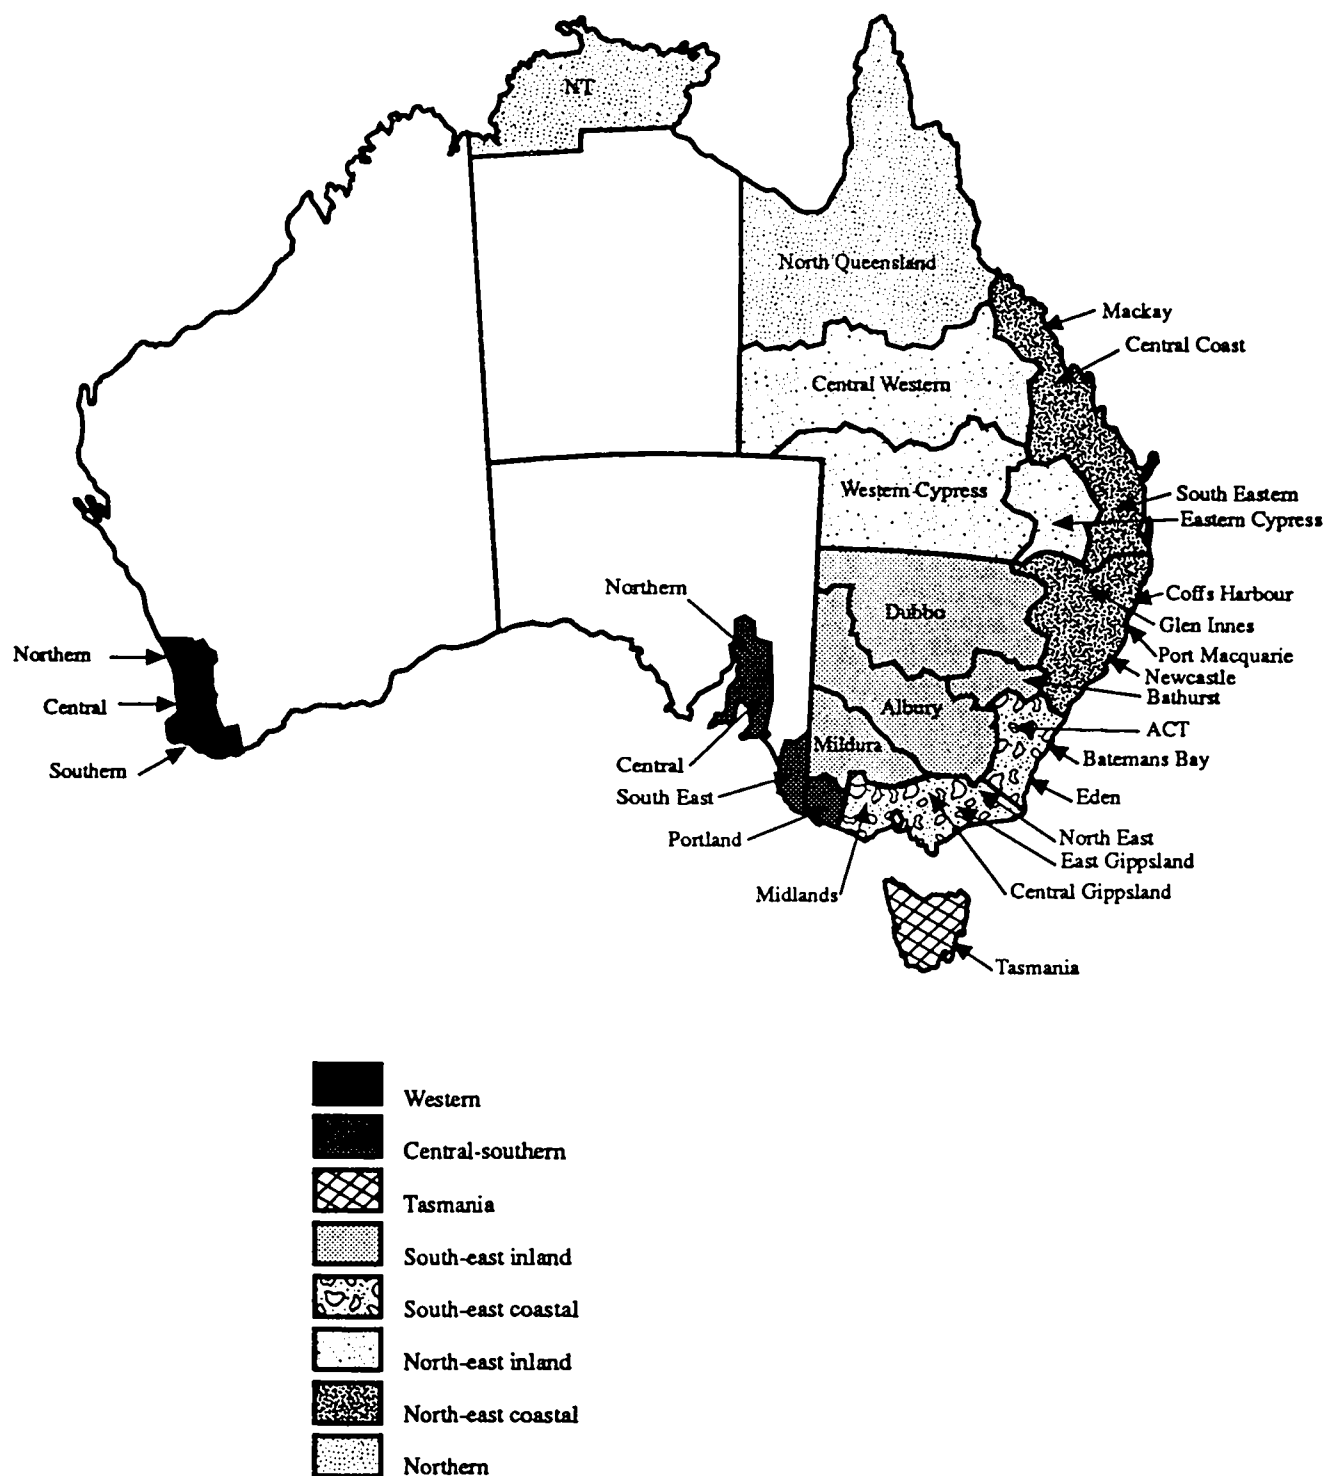 NT
North Queensland
Mackay
Central Coast
Central Western
Western Cypress
South Eastern
Eastern Cypress
Northern
Dubbo
Coffs Harbour
Glen Innes
Northern
Port Macquarie
Newcastle
Bathurst
Central
Albury
ACT
Mildura
Batemans Bay
Southern
Central
South East
Eden
Portland
North East
East Gippsland
Midlands
Central Gippsland
Tasmania
Western
Central-southern
Tasmania
South-east inland
South-east coastal
North-east inland
North-east coastal
Northern